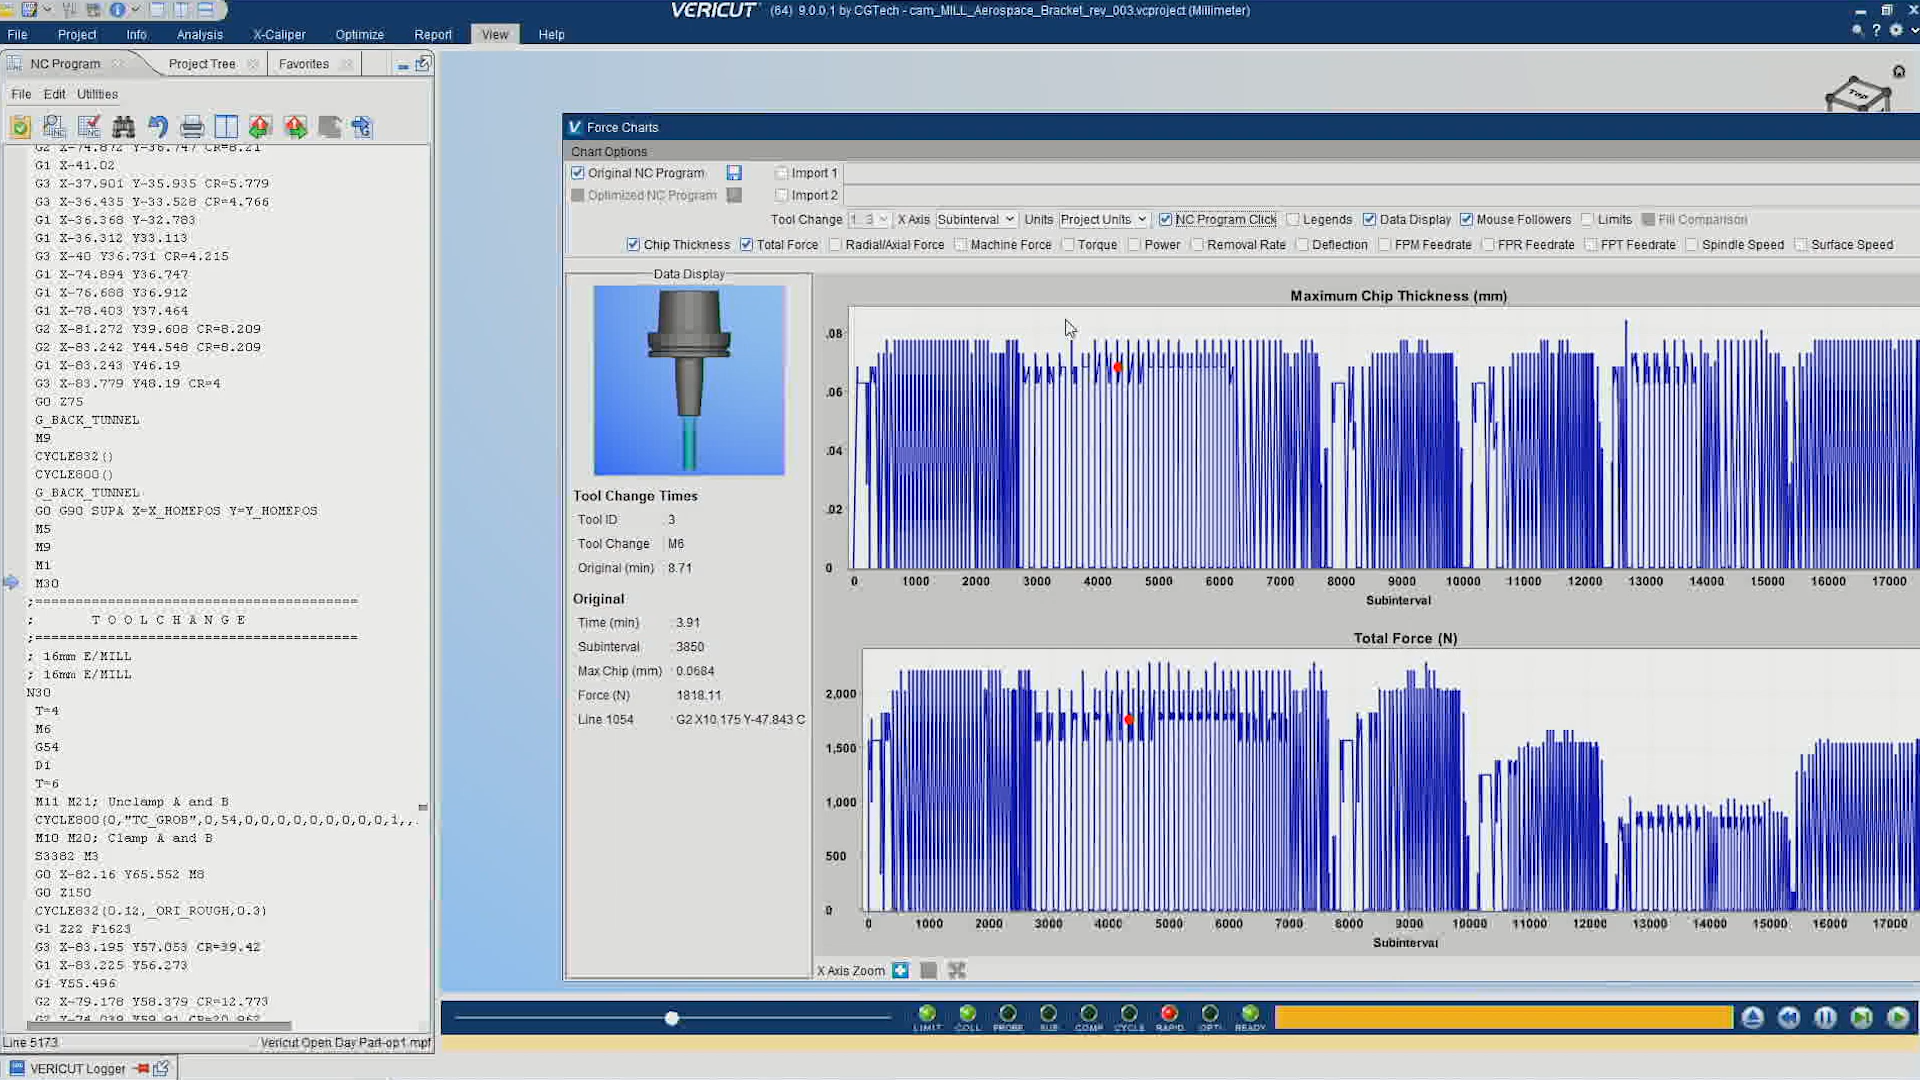 VERICUT (64) 9.0.0.1 by CGTech - cam_MILL_Aerospace_Bracket_rev_003.vcproject (Millimeter)
File Project Info Analysis X-Caliper Optimize Report View Help
NC Program Project Tree Favorites
File Edit Utilities
G2 X-74.872 Y-36.747 CR=8.21
G1 X-41.02
G3 X-37.901 Y-35.935 CR=5.779
G3 X-36.435 Y-33.528 CR=4.766
G1 X-36.368 Y-32.783
G1 X-36.312 Y33.113
G3 X-40 Y36.731 CR=4.215
G1 X-74.894 Y36.747
G1 X-76.688 Y36.912
G1 X-78.403 Y37.464
G2 X-81.272 Y39.608 CR=8.209
G2 X-83.242 Y44.548 CR=8.209
G1 X-83.243 Y46.19
G3 X-83.779 Y48.19 CR=4
G0 Z75
G_BACK_TUNNEL
M9
CYCLE832()
CYCLE800()
G_BACK_TUNNEL
G0 G90 SUPA X=X_HOMEPOS Y=Y_HOMEPOS
M5
M9
M1
M30
;========================================
; T O O L C H A N G E
;========================================
; 16mm E/MILL
; 16mm E/MILL
N30
T=4
M6
G54
D1
T=6
M11 M21; Unclamp A and B
CYCLE800(0,"TC_GROB",0,54,0,0,0,0,0,0,0,0,0,1,,.
M10 M20; Clamp A and B
S3382 M3
G0 X-82.16 Y65.552 M8
G0 Z150
CYCLE832(0.12,_ORI_ROUGH,0.3)
G1 Z22 F1623
G3 X-83.195 Y57.053 CR=39.42
G1 X-83.225 Y56.273
G1 Y55.496
G2 X-79.178 Y58.379 CR=12.773
G2 X-74.039 Y59.91 CR=20.862
Line 5173 Vericut Open Day Part-op1.mpf
VERICUT Logger
Top
V Force Charts
Chart Options
Original NC Program Import 1
Optimized NC Program Import 2
Tool Change 1: 3 X Axis Subinterval Units Project Units NC Program Click Legends Data Display Mouse Followers Limits Fill Comparison
Chip Thickness Total Force Radial/Axial Force Machine Force Torque Power Removal Rate Deflection FPM Feedrate FPR Feedrate FPT Feedrate Spindle Speed Surface Speed
Data Display
Tool Change Times
Tool ID 3
Tool Change M6
Original (min) 8.71
Original
Time (min) 3.91
Subinterval 3850
Max Chip (mm) 0.0684
Force (N) 1818.11
Line 1054 G2 X10.175 Y-47.843 C
Maximum Chip Thickness (mm)
.08
.06
.04
.02
0
0 1000 2000 3000 4000 5000 6000 7000 8000 9000 10000 11000 12000 13000 14000 15000 16000 17000
Subinterval
Total Force (N)
2,000
1,500
1,000
500
0
0 1000 2000 3000 4000 5000 6000 7000 8000 9000 10000 11000 12000 13000 14000 15000 16000 17000
Subinterval
X Axis Zoom
LIMIT COLL PROBE SUB COMP CYCLE RAPID OPTI READY